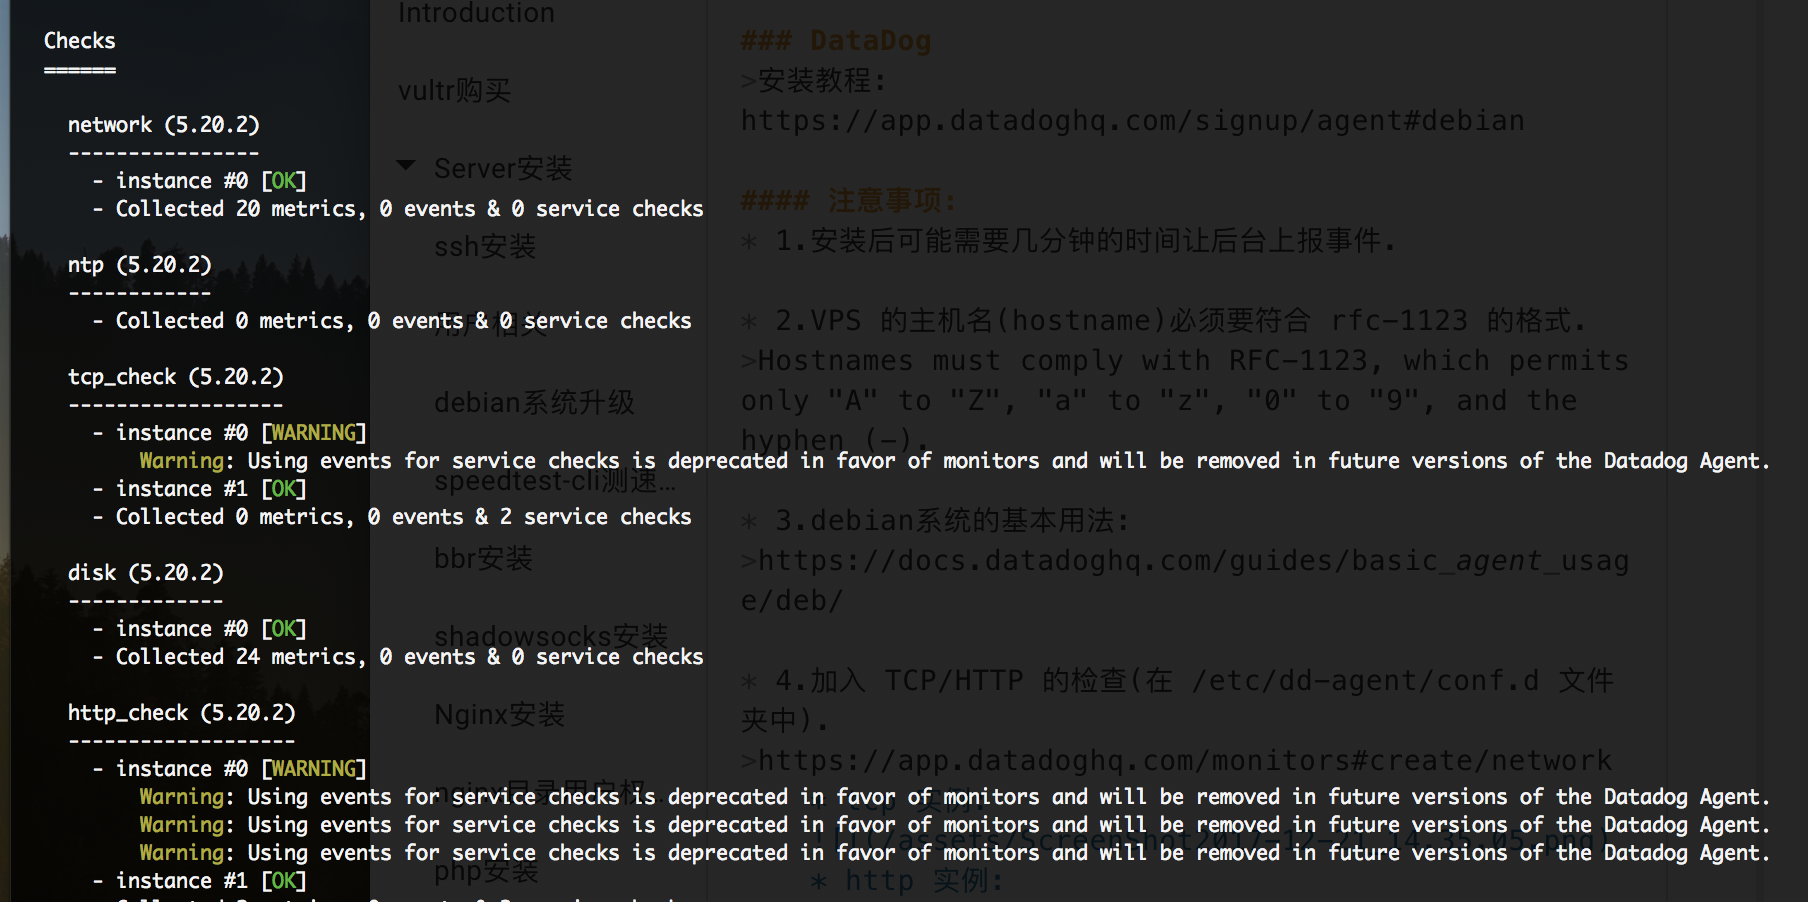 Checks
======
network (5.20.2)
----------------
- instance #0 [OK]
- Collected 20 metrics, 0 events & 0 service checks
ntp (5.20.2)
------------
- Collected 0 metrics, 0 events & 0 service checks
tcp_check (5.20.2)
------------------
- instance #0 [WARNING]
Warning: Using events for service checks is deprecated in favor of monitors and will be removed in future versions of the Datadog Agent.
- instance #1 [OK]
- Collected 0 metrics, 0 events & 2 service checks
disk (5.20.2)
-------------
- instance #0 [OK]
- Collected 24 metrics, 0 events & 0 service checks
http_check (5.20.2)
-------------------
- instance #0 [WARNING]
Warning: Using events for service checks is deprecated in favor of monitors and will be removed in future versions of the Datadog Agent.
Warning: Using events for service checks is deprecated in favor of monitors and will be removed in future versions of the Datadog Agent.
Warning: Using events for service checks is deprecated in favor of monitors and will be removed in future versions of the Datadog Agent.
- instance #1 [OK]
Introduction
vultr购买
Server安装
ssh安装
用户相关
debian系统升级
speedtest-cli测速...
bbr安装
shadowsocks安装
Nginx安装
nginx目录用户权...
php安装
### DataDog
>安装教程:
https://app.datadoghq.com/signup/agent#debian
#### 注意事项:
* 1.安装后可能需要几分钟的时间让后台上报事件.
* 2.VPS 的主机名(hostname)必须要符合 rfc-1123 的格式.
>Hostnames must comply with RFC-1123, which permits
only "A" to "Z", "a" to "z", "0" to "9", and the
hyphen (-).
* 3.debian系统的基本用法:
>https://docs.datadoghq.com/guides/basic_agent_usag
e/deb/
* 4.加入 TCP/HTTP 的检查(在 /etc/dd-agent/conf.d 文件
夹中).
>https://app.datadoghq.com/monitors#create/network
* tcp 实例:
* http 实例: